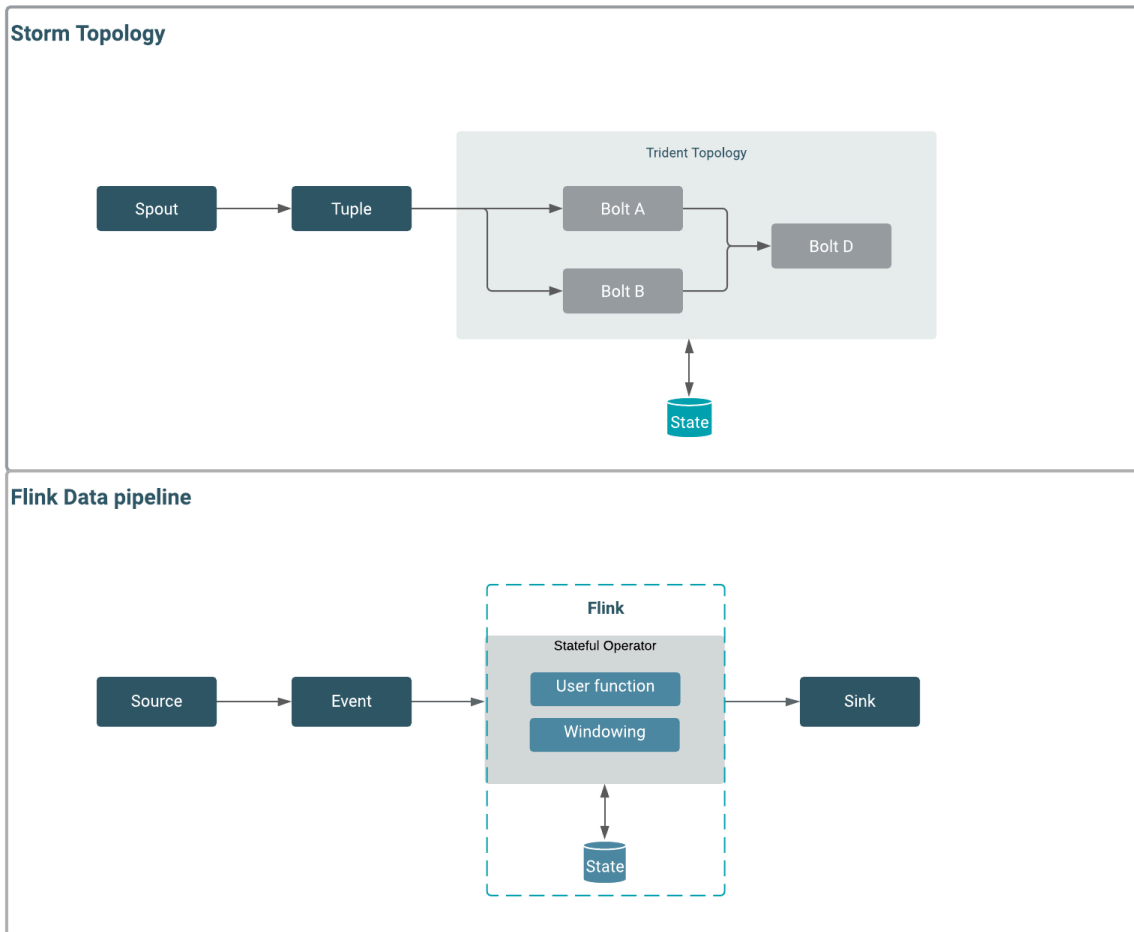 Storm Topology
Trident Topology
Spout
Tuple
Bolt A
Bolt D
Bolt B
State
Flink Data pipeline
Flink
Stateful Operator
User function
Source
Event
Sink
Windowing
State